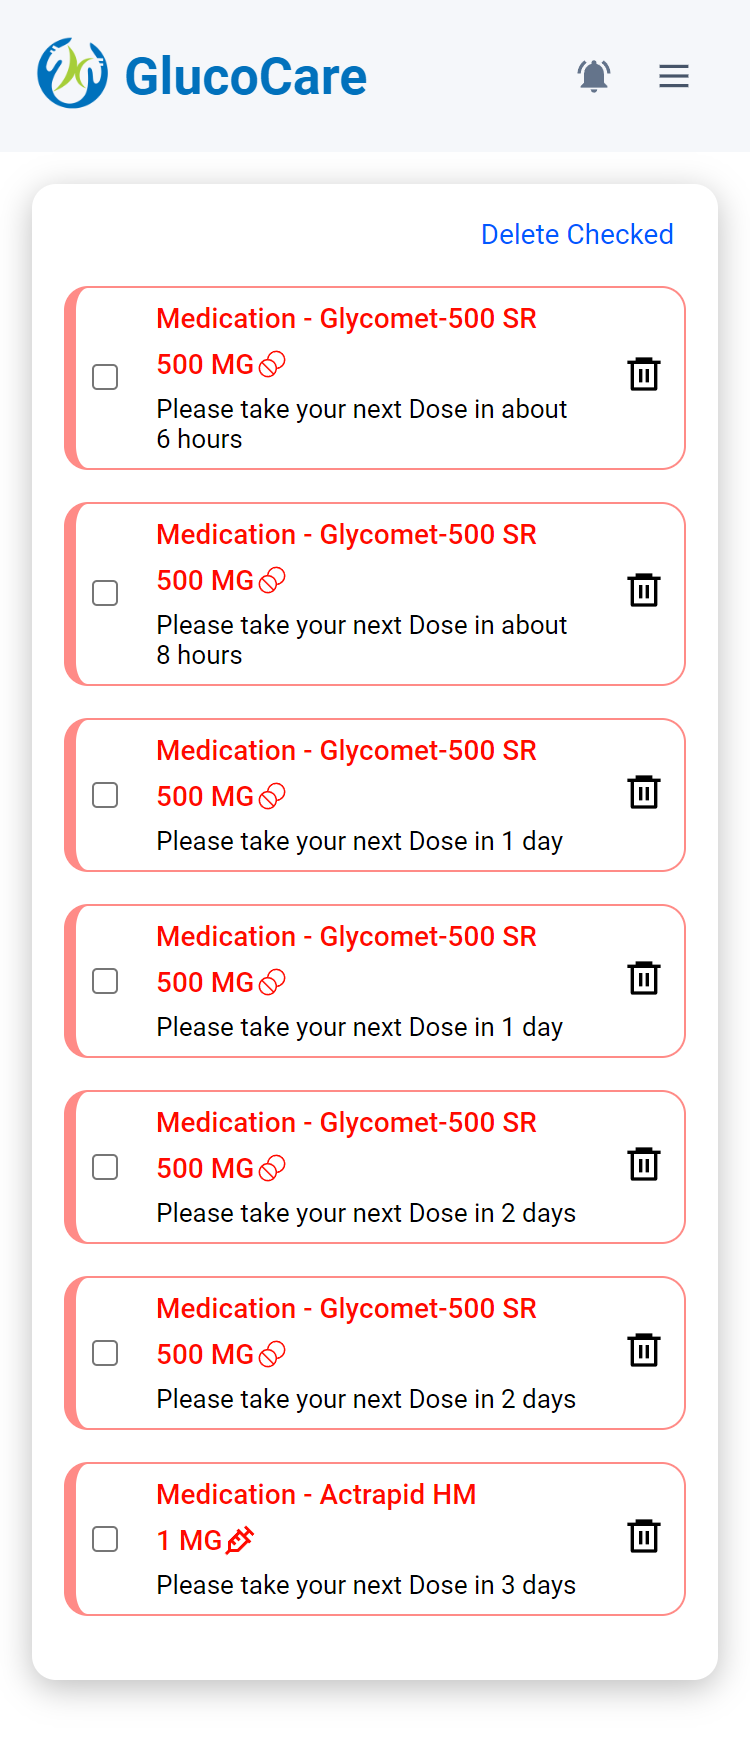 GlucoCare
Delete Checked
Medication - Glycomet-500 SR
500 MG
Please take your next Dose in about
6 hours
Medication - Glycomet-500 SR
500 MG
Please take your next Dose in about
8 hours
Medication - Glycomet-500 SR
500 MG
Please take your next Dose in 1 day
Medication - Glycomet-500 SR
500 MG
Please take your next Dose in 1 day
Medication - Glycomet-500 SR
500 MG
Please take your next Dose in 2 days
Medication - Glycomet-500 SR
500 MG
Please take your next Dose in 2 days
Medication - Actrapid HM
1 MG
Please take your next Dose in 3 days